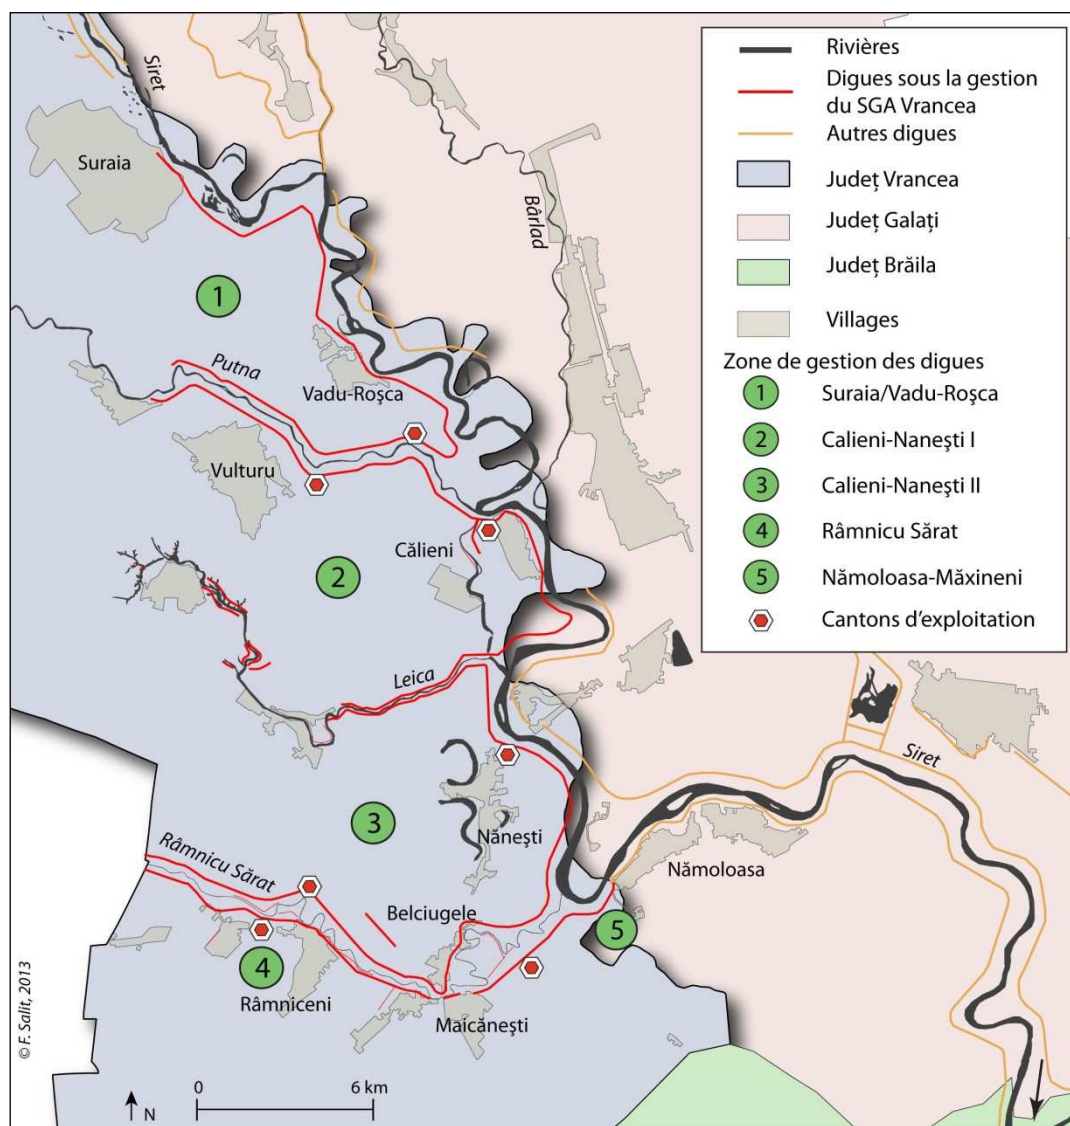 Siret
Suraia
1
Putna
Vadu-Roşca
Vulturu
Bârlad
Călieni
2
Leica
3
Năneşti
Siret
Nămoloasa
Râmnicu Sărat
Belciugele
5
4
Râmniceni
Maicăneşti
© F. Salit, 2013
N
0 6 km
Rivières
Digues sous la gestion
du SGA Vrancea
Autres digues
Județ Vrancea
Județ Galați
Județ Brăila
Villages
Zone de gestion des digues
1 Suraia/Vadu-Roşca
2 Calieni-Naneşti I
3 Calieni-Naneşti II
4 Râmnicu Sărat
5 Nămoloasa-Măxineni
Cantons d'exploitation